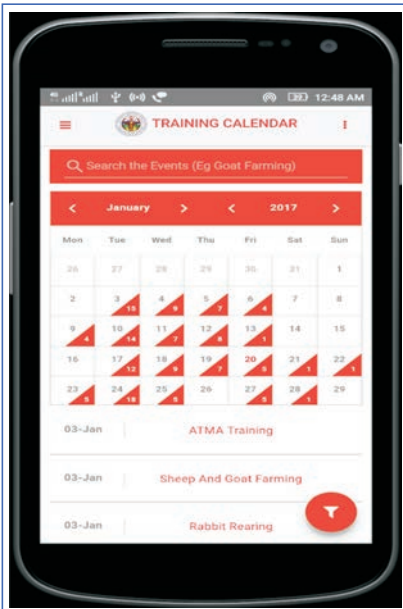 12:48 AM
TRAINING CALENDAR
Search the Events (Eg Goat Farming)
< January > < 2017 >
Mon Tue Wed Thu Fri Sat Sun
26 27 28 29 30 31 1
2 3 15 4 9 5 7 6 4 7 8
9 4 10 14 11 7 12 8 13 1 14 15
16 17 12 18 9 19 7 20 21 1 22 1
23 5 24 18 25 26 27 28 1 29
03-Jan ATMA Training
03-Jan Sheep And Goat Farming
03-Jan Rabbit Rearing